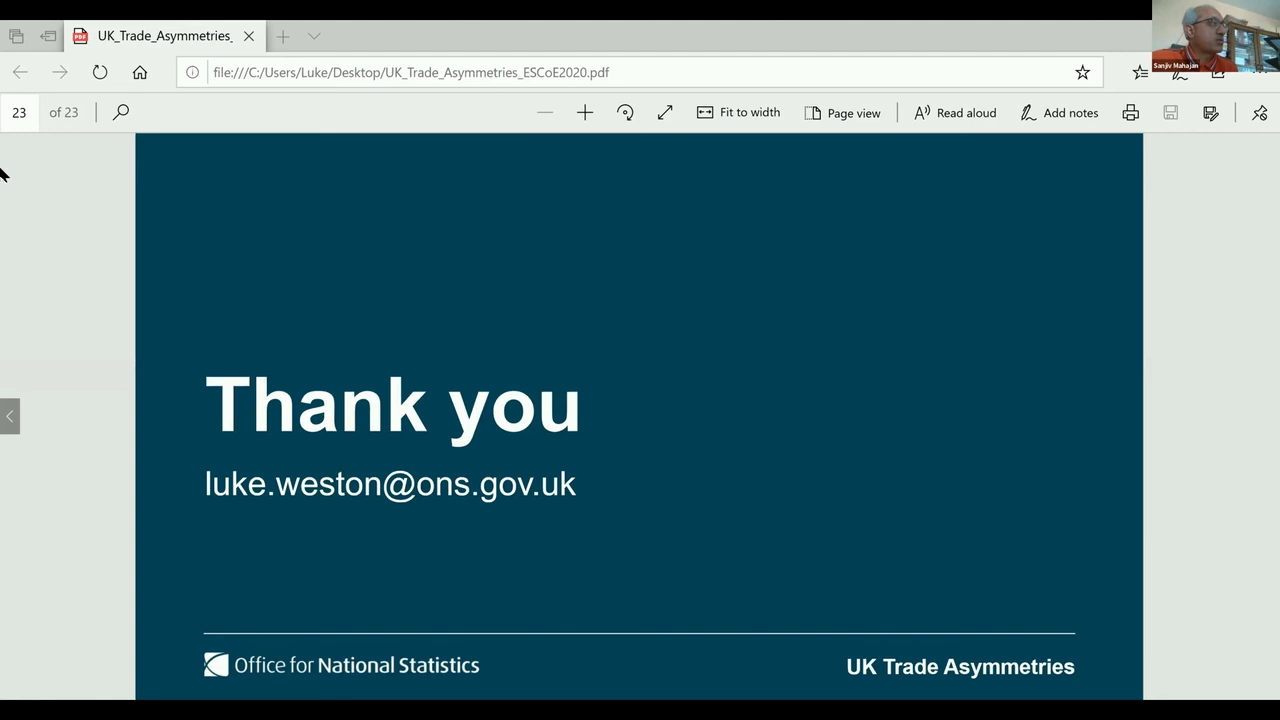 UK_Trade_Asymmetries_
file:///C:/Users/Luke/Desktop/UK_Trade_Asymmetries_ESCoE2020.pdf
Sanjiv Mahajan
23 of 23
Fit to width
Page view
Read aloud
Add notes
Thank you
luke.weston@ons.gov.uk
Office for National Statistics
UK Trade Asymmetries